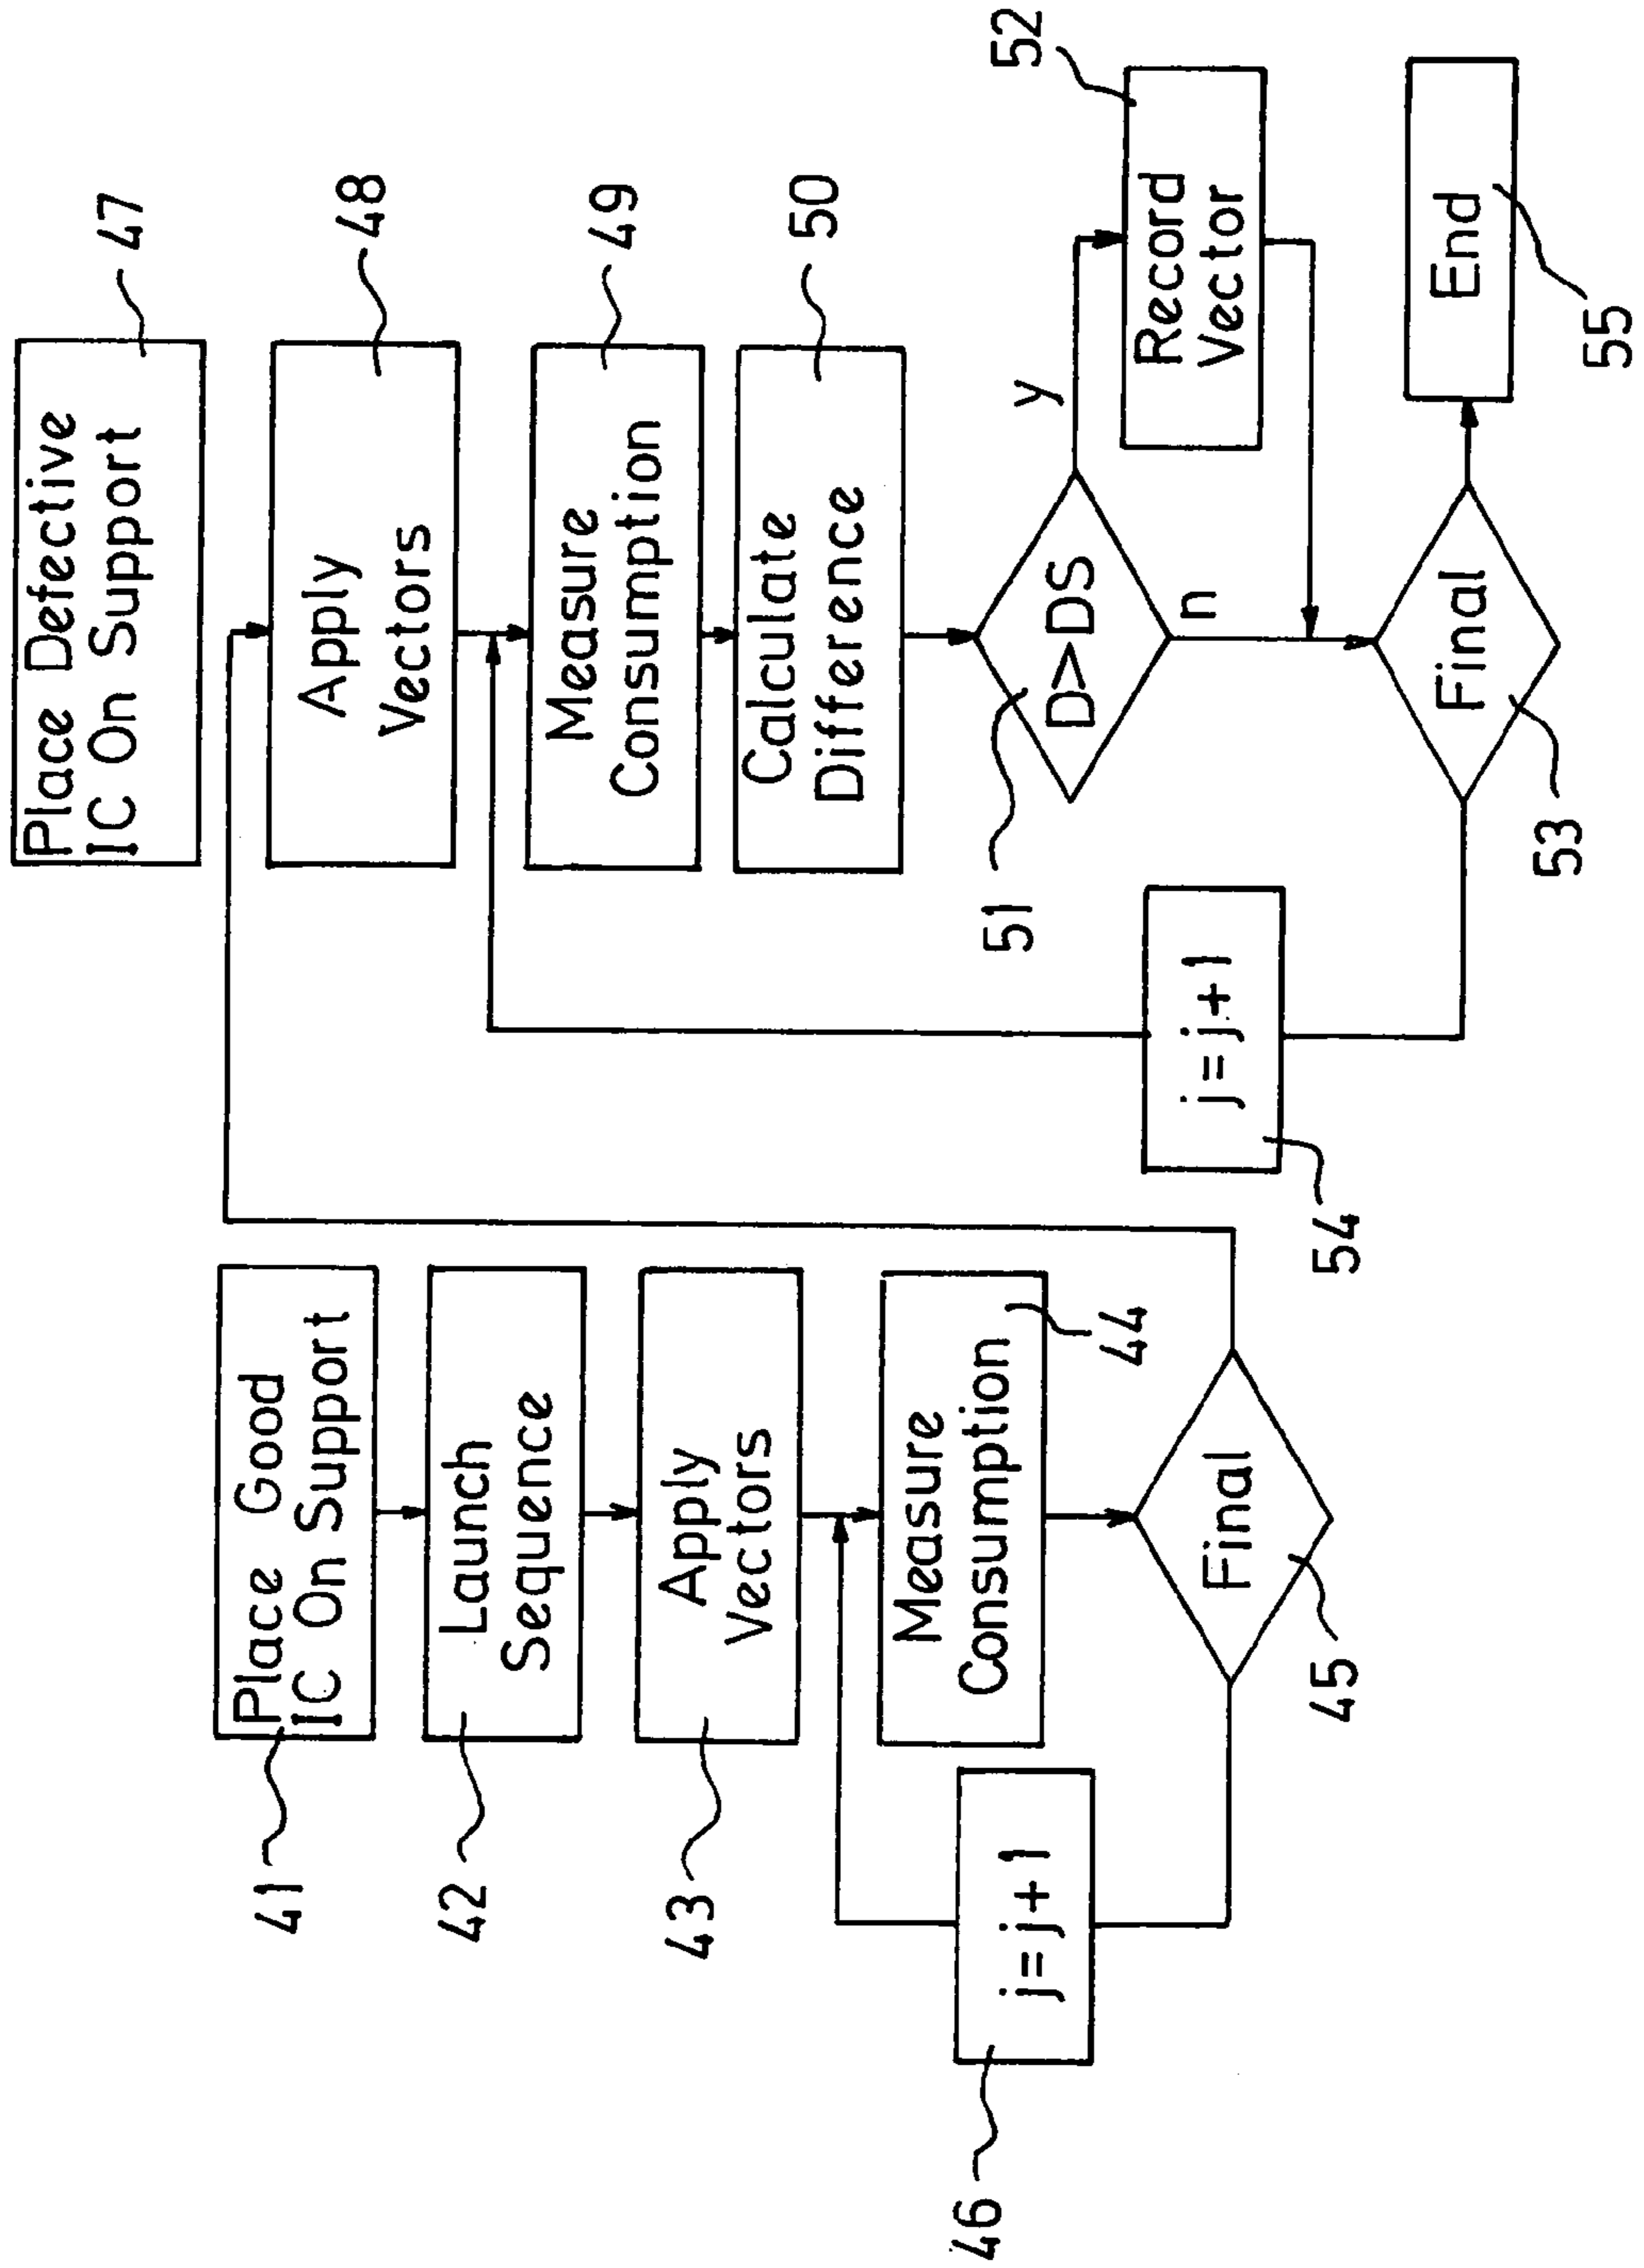 41
Place Good
IC On Support
42
Launch
Sequence
43
Apply
Vectors
Measure
Consumption
44
Final
45
j=j+1
46
Place Defective
IC On Support
47
Apply
Vectors
48
Measure
Consumption
49
Calculate
Difference
50
D>DS
51
y
n
Record
Vector
52
Final
53
j=j+1
54
End
55